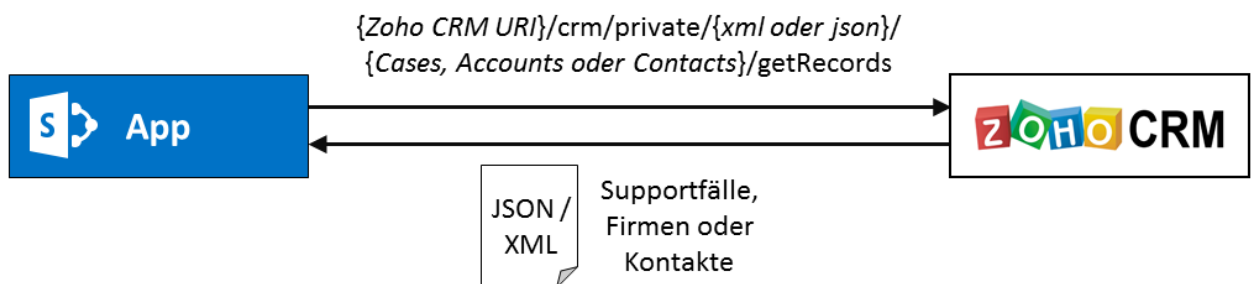 {Zoho CRM URI}/crm/private/{xml oder json}/
{Cases, Accounts oder Contacts}/getRecords
S App
ZOHO CRM
JSON /
XML
Supportfälle,
Firmen oder
Kontakte